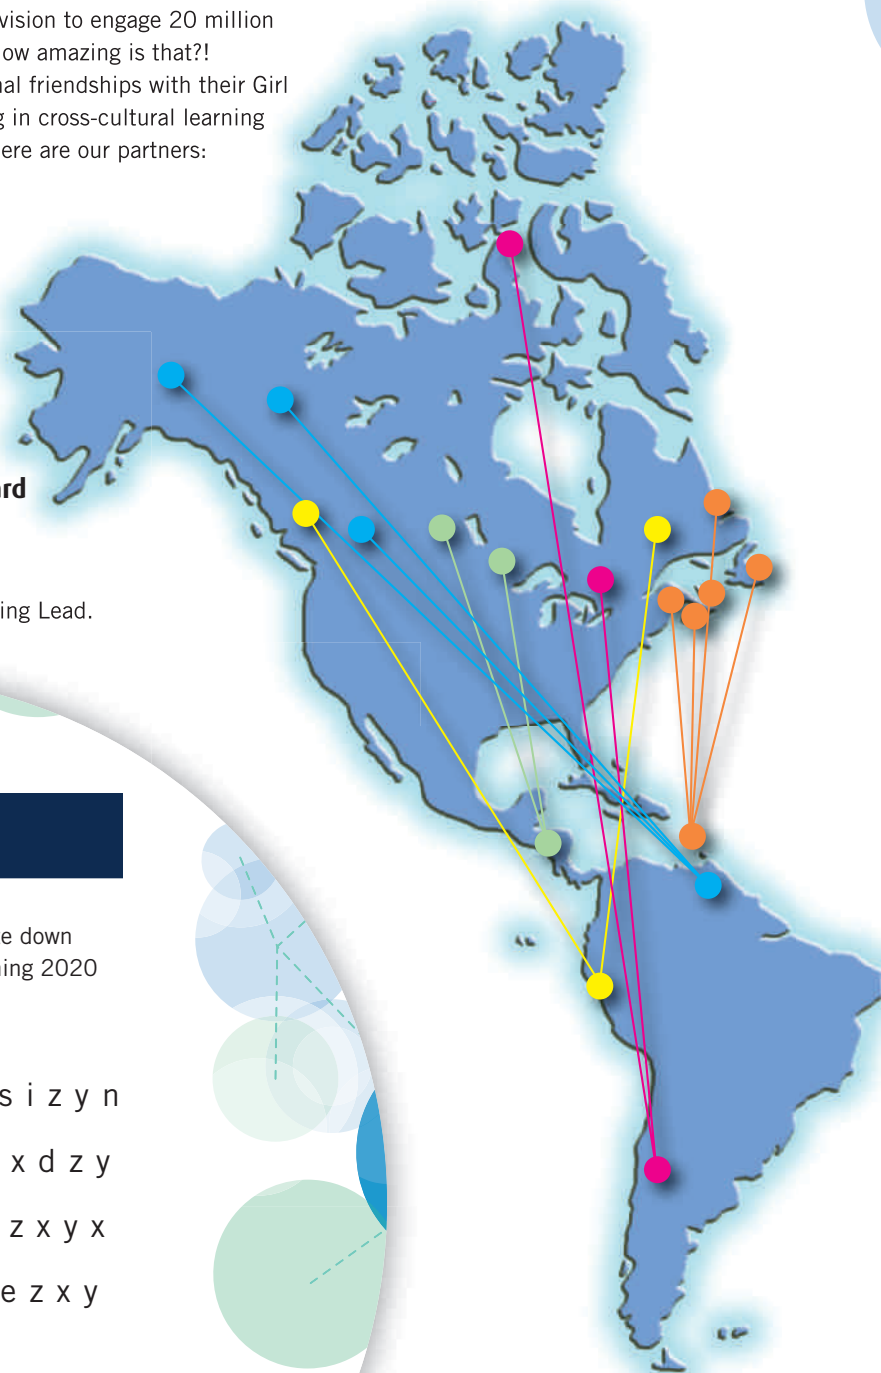 vision to engage 20 million
ow amazing is that?!
al friendships with their Girl
g in cross-cultural learning
ere are our partners:
rd
ing Lead.
e down
ing 2020
s i z y n
x d z y
z x y x
e z x y